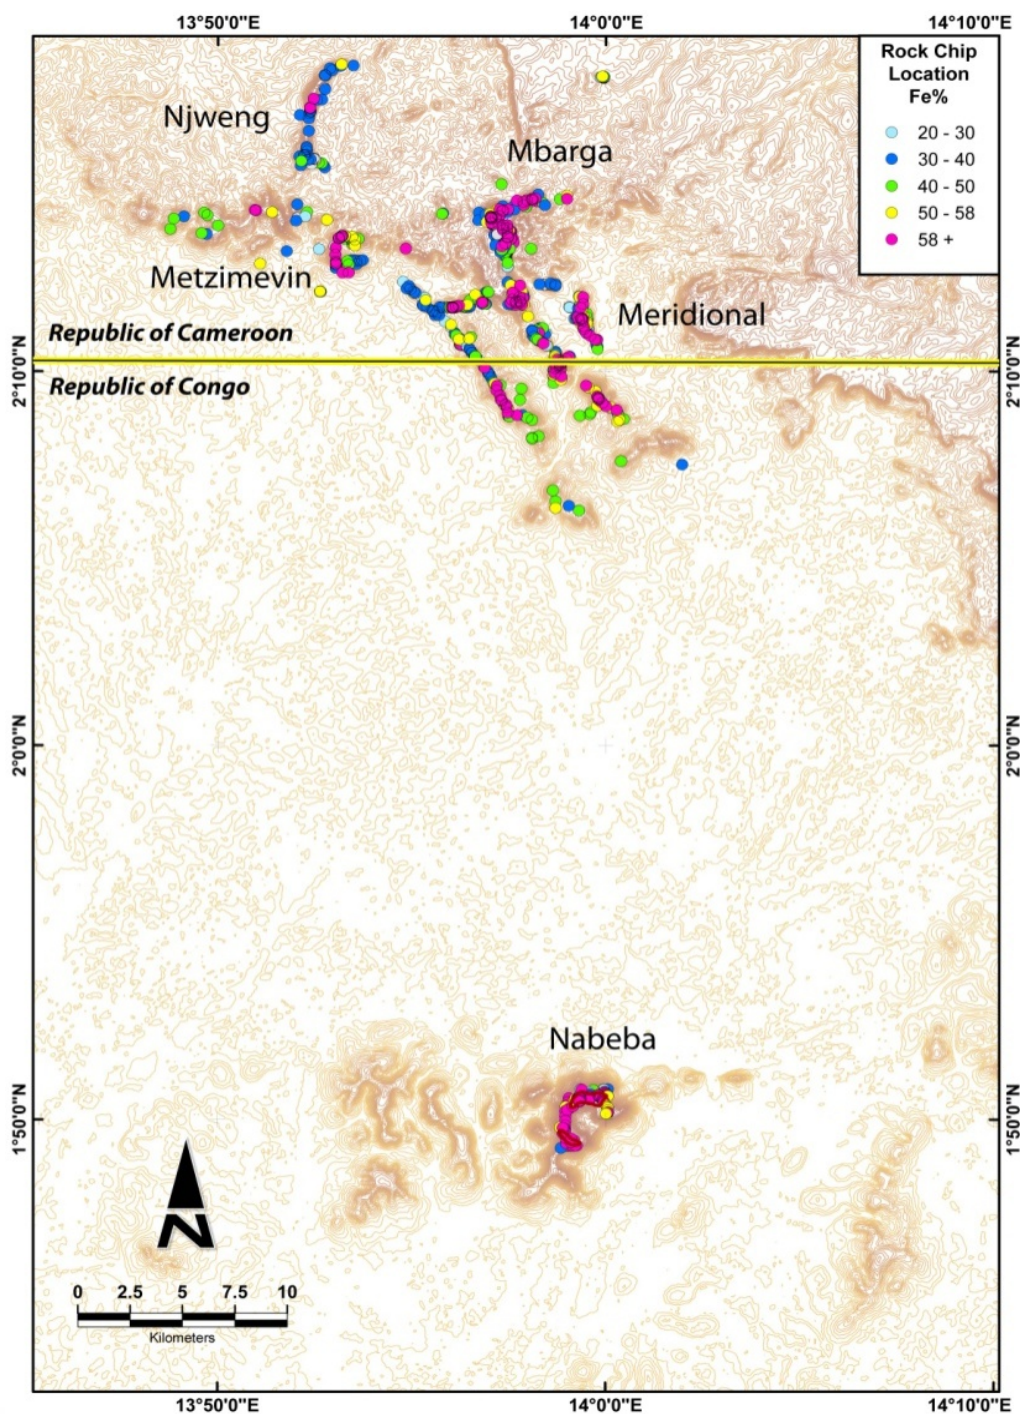 13°50'0"E 14°0'0"E 14°10'0"E
Rock Chip
Location
Fe%
20 - 30
30 - 40
40 - 50
50 - 58
58 +
Njweng
Mbarga
Metzimevin
Meridional
Republic of Cameroon
Republic of Congo
2°10'0"N 2°10'0"N
2°0'0"N 2°0'0"N
Nabeba
1°50'0"N 1°50'0"N
N
0 2.5 5 7.5 10
Kilometers
13°50'0"E 14°0'0"E 14°10'0"E